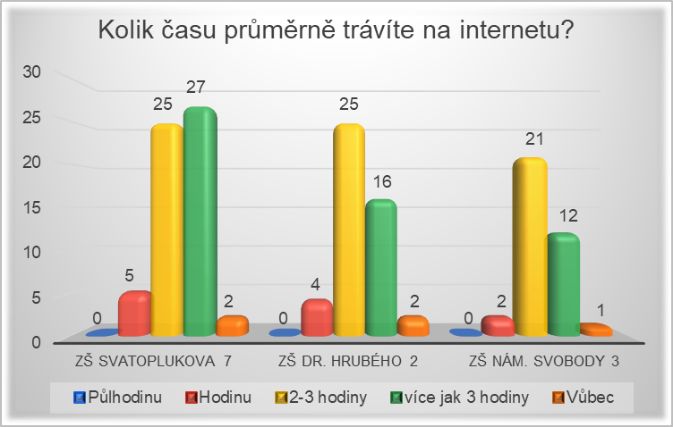 Kolik času průměrně trávíte na internetu?
30
25
20
15
10
5
0
0 5 25 27 2
0 4 25 16 2
0 2 21 12 1
ZŠ SVATOPLUKOVA 7 ZŠ DR. HRUBÉHO 2 ZŠ NÁM. SVOBODY 3
Půlhodinu Hodinu 2-3 hodiny více jak 3 hodiny Vůbec